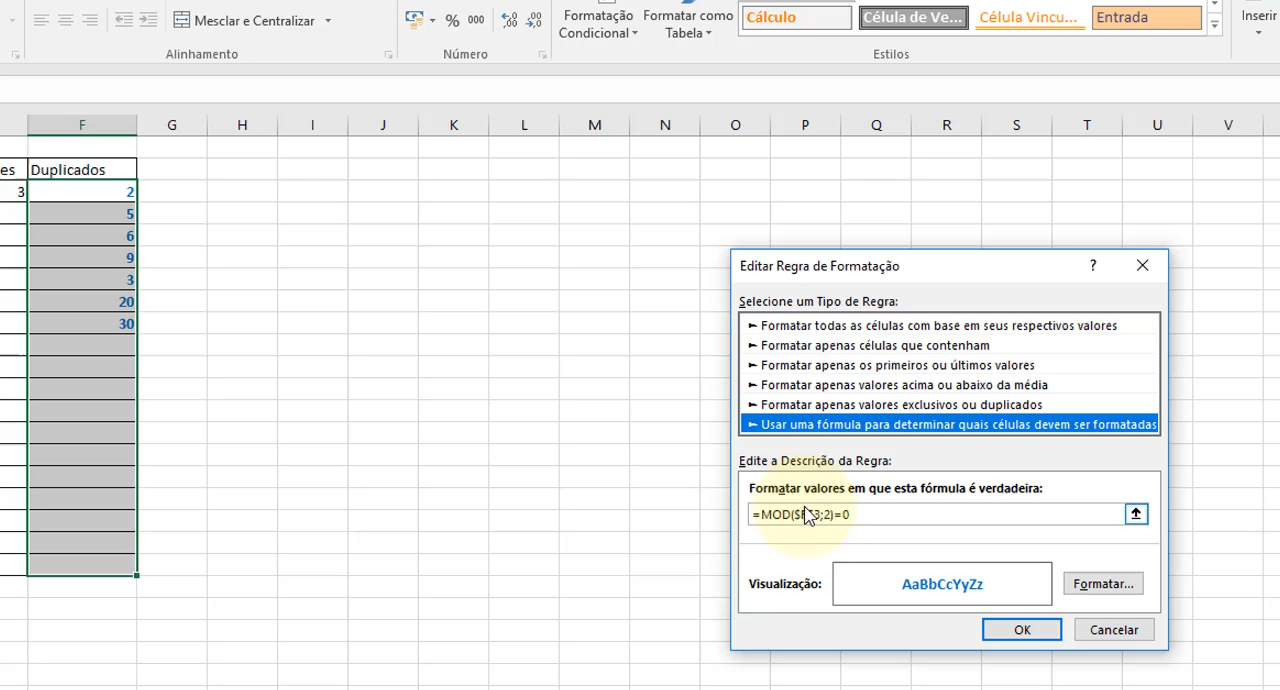 Mesclar e Centralizar
% 000
Formatação Condicional
Formatar como Tabela
Cálculo
Célula de Ve...
Célula Vincu...
Entrada
Inserir
Alinhamento
Número
Estilos
F G H I J K L M N O P Q R S T U V
es Duplicados
3 2
5
6
9
3
20
30
Editar Regra de Formatação ?
Selecione um Tipo de Regra:
► Formatar todas as células com base em seus respectivos valores
► Formatar apenas células que contenham
► Formatar apenas os primeiros ou últimos valores
► Formatar apenas valores acima ou abaixo da média
► Formatar apenas valores exclusivos ou duplicados
► Usar uma fórmula para determinar quais células devem ser formatadas
Edite a Descrição da Regra:
Formatar valores em que esta fórmula é verdadeira:
Visualização:
AaBbCcYyZz
Formatar...
OK
Cancelar